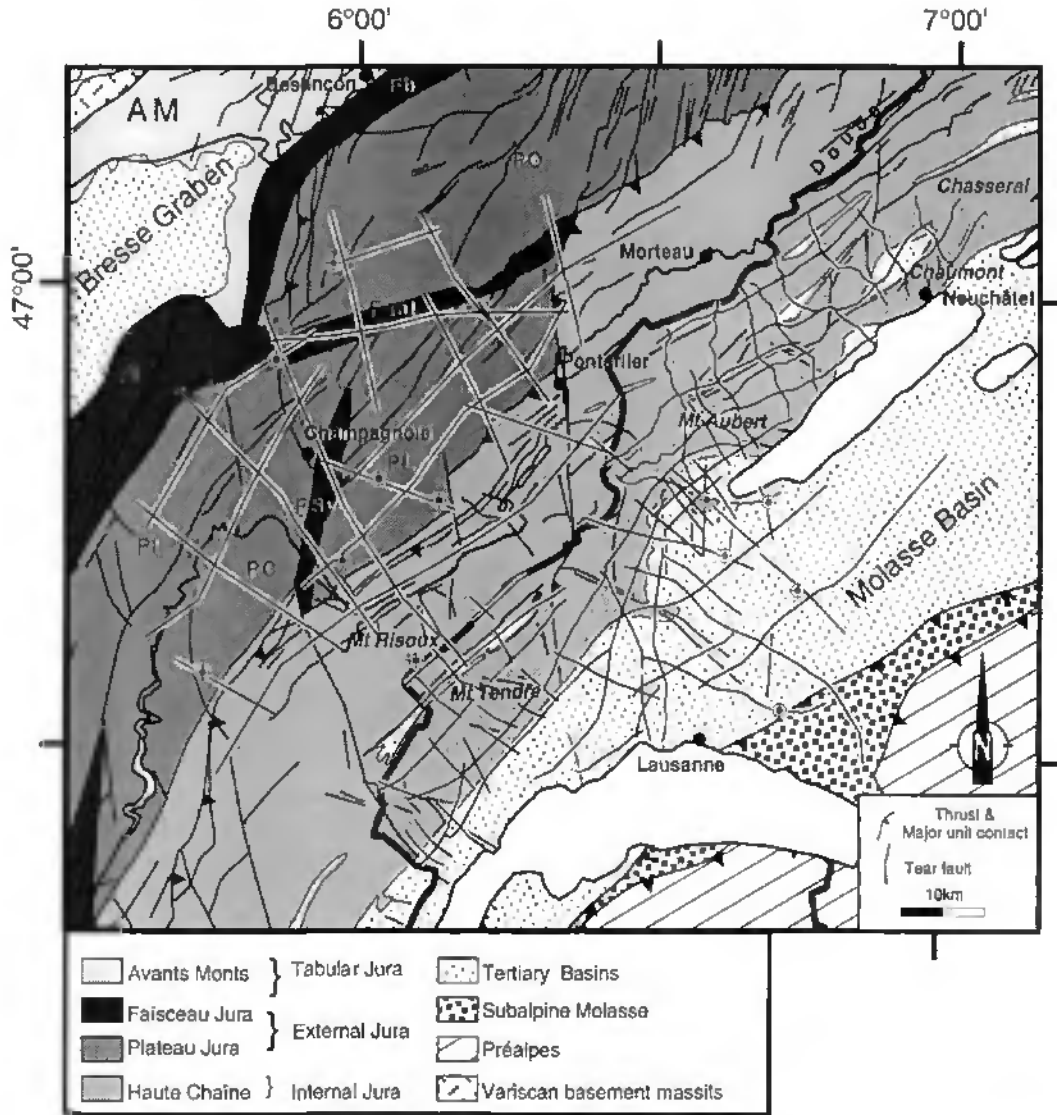 6°00'
7°00'
47°00'
Besançon
AM
Bresse Graben
Doubs
Chasseral
Morteau
Chaumont
Neuchâtel
Pontarlier
Mt Aubert
Champagnole
PL
Molasse Basin
Mt Risoux
Mt Tendre
Lausanne
N
Thrust &
Major unit contact
Tear fault
10km
Avants Monts } Tabular Jura
Faisceau Jura
} External Jura
Plateau Jura
Haute Chaîne } Internal Jura
Tertiary Basins
Subalpine Molasse
Préalpes
Variscan basement massifs